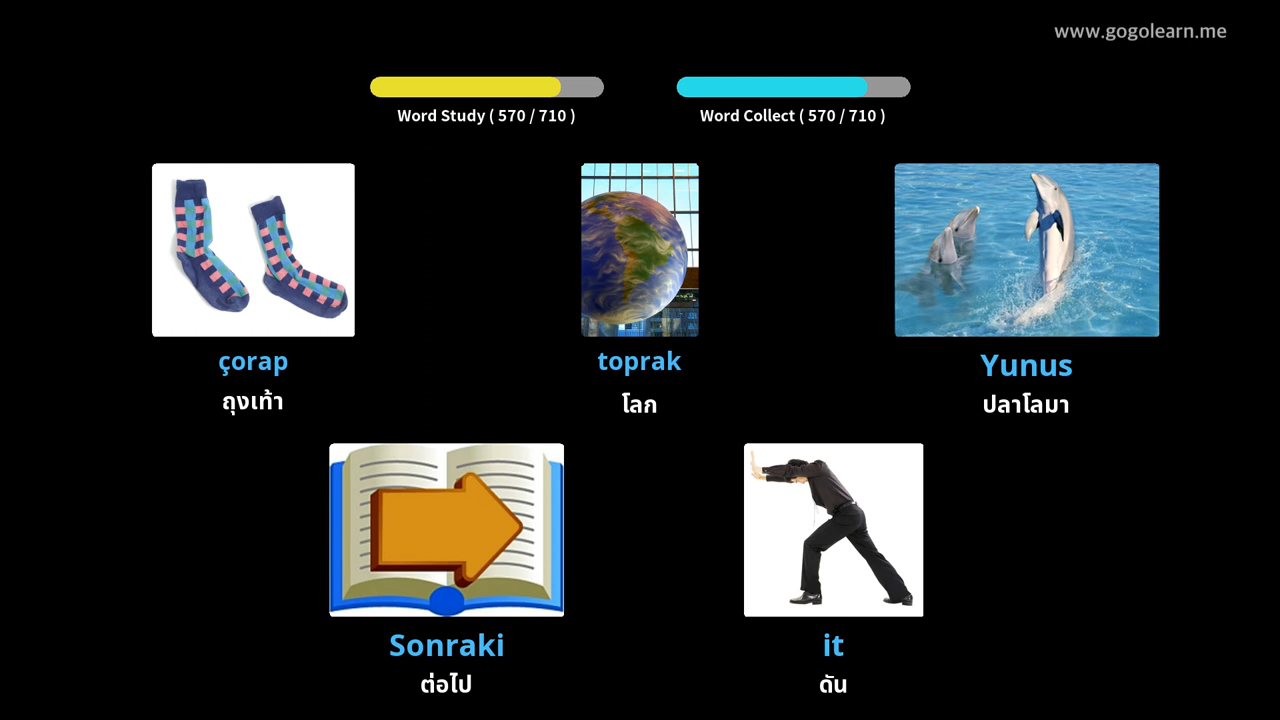 www.gogolearn.me
Word Study ( 570 / 710 )
Word Collect ( 570 / 710 )
çorap
ถุงเท้า
toprak
โลก
Yunus
ปลาโลมา
Sonraki
ต่อไป
it
ดัน